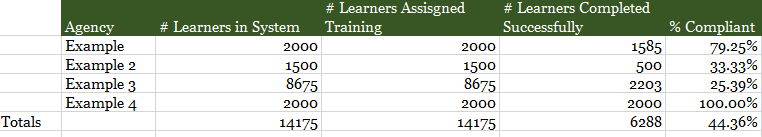 # Learners Assisgned # Learners Completed
Agency # Learners in System Training Successfully % Compliant
Example 2000 2000 1585 79.25%
Example 2 1500 1500 500 33.33%
Example 3 8675 8675 2203 25.39%
Example 4 2000 2000 2000 100.00%
Totals 14175 14175 6288 44.36%